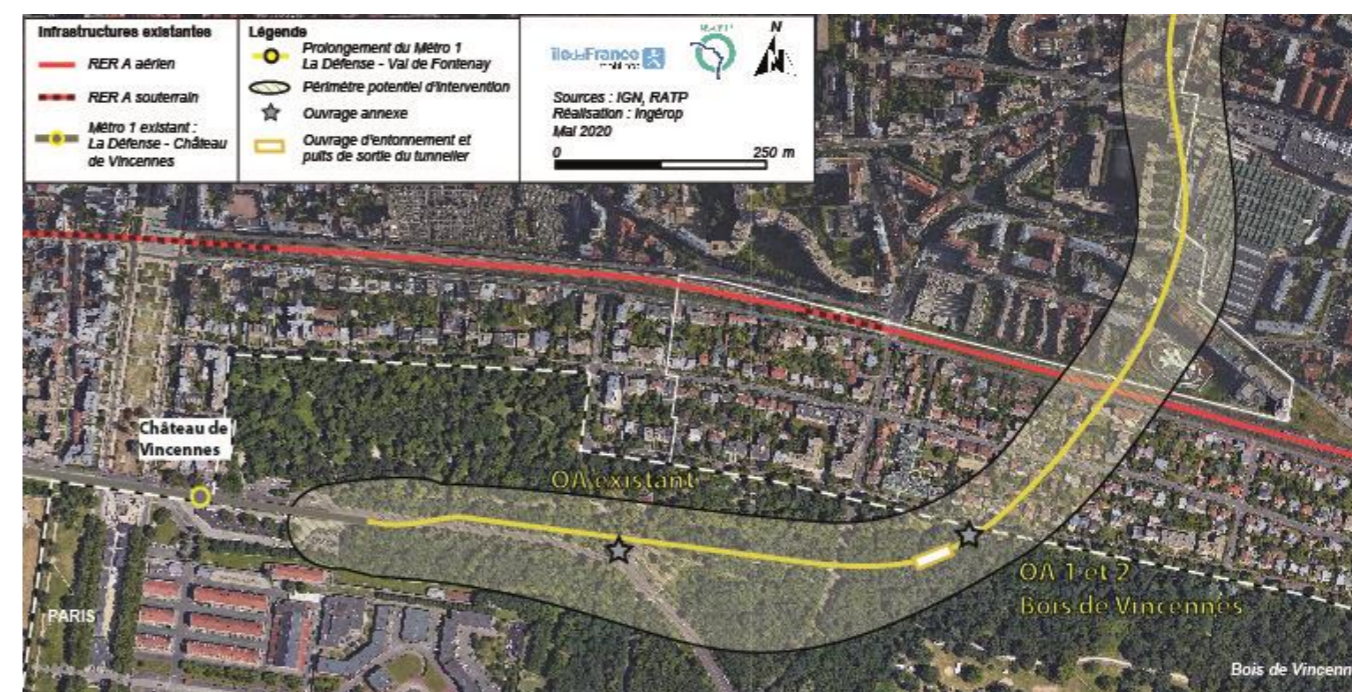 Infrastructures existantes
RER A aérien
RER A souterrain
Métro 1 existant :
La Défense - Château
de Vincennes
Légende
Prolongement du Métro 1
La Défense - Val de Fontenay
Périmètre potentiel d'intervention
Ouvrage annexe
Ouvrage d'entonnement et
puits de sortie du tunnelier
îledeFrance
N
Sources : IGN, RATP
Réalisation : Ingérop
Mai 2020
0 250 m
Château de
Vincennes
OA existant
OA 1 et 2
Bois de Vincennes
PARIS
Bois de Vincenn